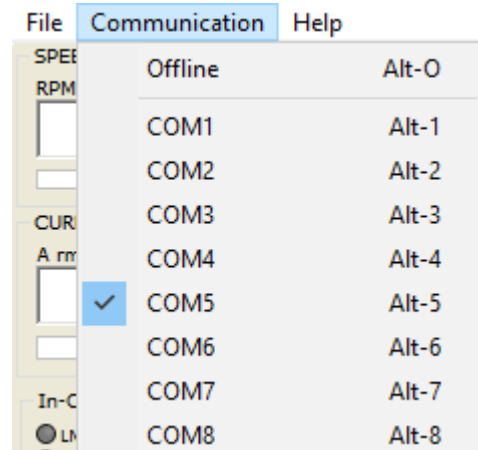 File Communication Help
SPEE
RPM
Offline Alt-O
COM1 Alt-1
COM2 Alt-2
COM3 Alt-3
CURI
COM4 Alt-4
A rm
COM5 Alt-5
COM6 Alt-6
COM7 Alt-7
In-C
COM8 Alt-8